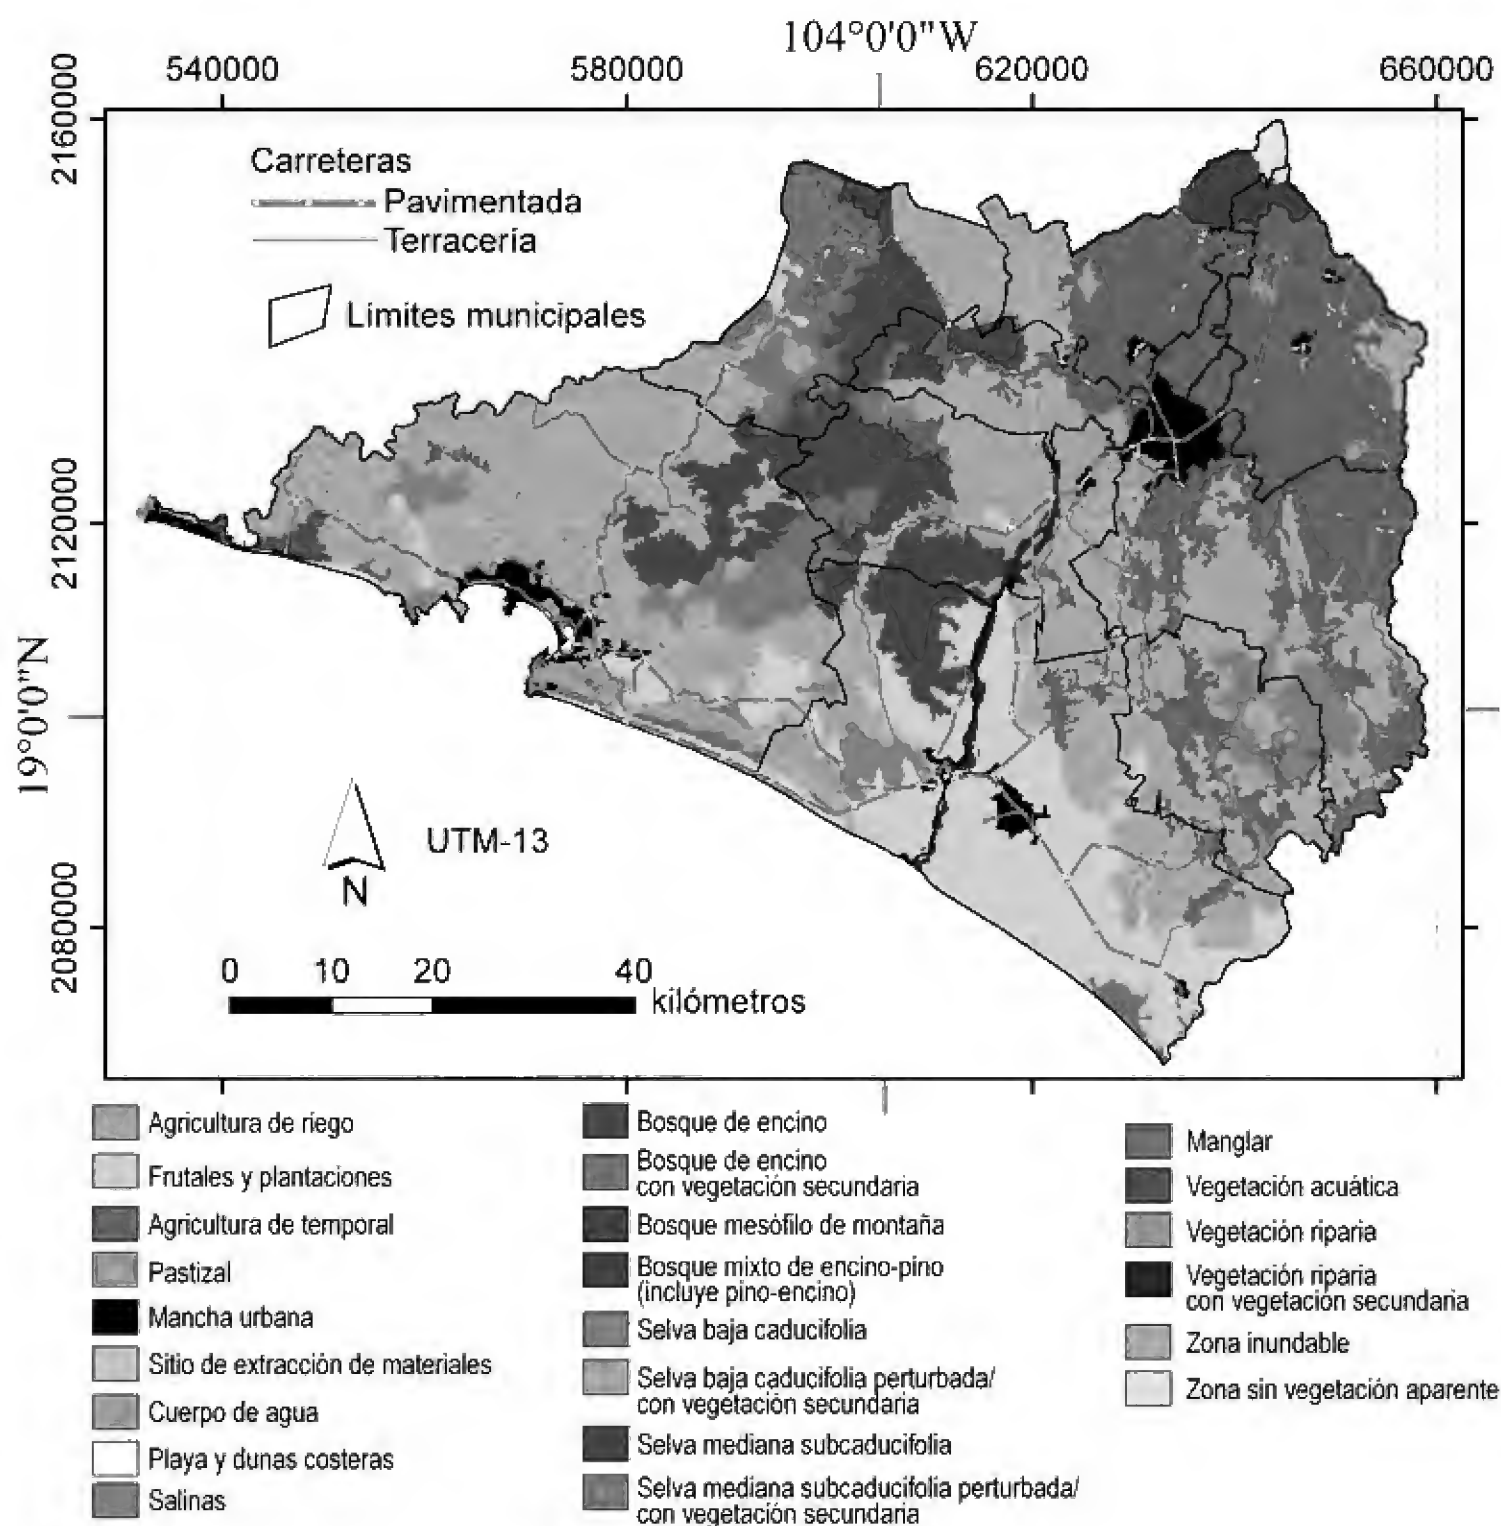 104°0'0"W
540000
580000
620000
660000
2160000
2120000
2080000
19°0'0"N
Carreteras
Pavimentada
Terracería
Límites municipales
UTM-13
N
0 10 20 40
kilómetros
Agricultura de riego
Frutales y plantaciones
Agricultura de temporal
Pastizal
Mancha urbana
Sitio de extracción de materiales
Cuerpo de agua
Playa y dunas costeras
Salinas
Bosque de encino
Bosque de encino
con vegetación secundaria
Bosque mesófilo de montaña
Bosque mixto de encino-pino
(incluye pino-encino)
Selva baja caducifolia
Selva baja caducifolia perturbada/
con vegetación secundaria
Selva mediana subcaducifolia
Selva mediana subcaducifolia perturbada/
con vegetación secundaria
Manglar
Vegetación acuática
Vegetación riparia
Vegetación riparia
con vegetación secundaria
Zona inundable
Zona sin vegetación aparente